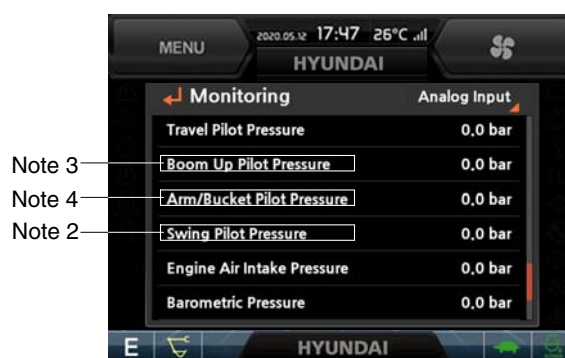 2020.05.12 17:47 26°C
MENU
HYUNDAI
Monitoring Analog Input
Travel Pilot Pressure 0.0 bar
Note 3 Boom Up Pilot Pressure 0.0 bar
Note 4 Arm/Bucket Pilot Pressure 0.0 bar
Note 2 Swing Pilot Pressure 0.0 bar
Engine Air Intake Pressure 0.0 bar
Barometric Pressure 0.0 bar
E HYUNDAI